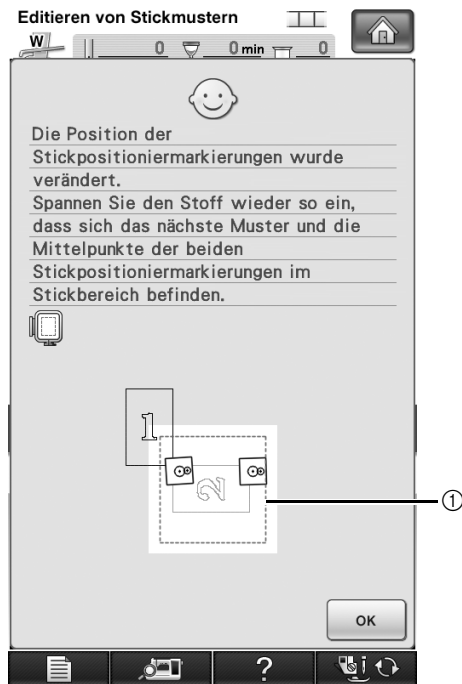 Editieren von Stickmustern
W
0 0 min 0
Die Position der
Stickpositioniermarkierungen wurde
verändert.
Spannen Sie den Stoff wieder so ein,
dass sich das nächste Muster und die
Mittelpunkte der beiden
Stickpositioniermarkierungen im
Stickbereich befinden.
1
2
①
OK
?